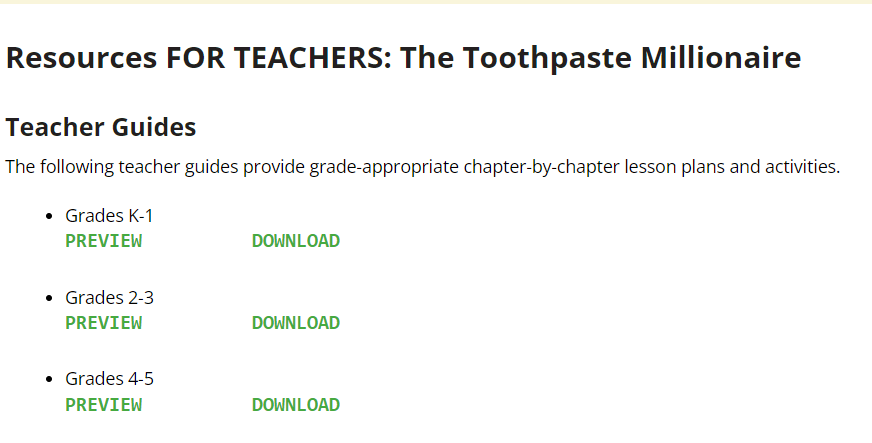 Resources FOR TEACHERS: The Toothpaste Millionaire
Teacher Guides
The following teacher guides provide grade-appropriate chapter-by-chapter lesson plans and activities.
Grades K-1
PREVIEW DOWNLOAD
Grades 2-3
PREVIEW DOWNLOAD
Grades 4-5
PREVIEW DOWNLOAD